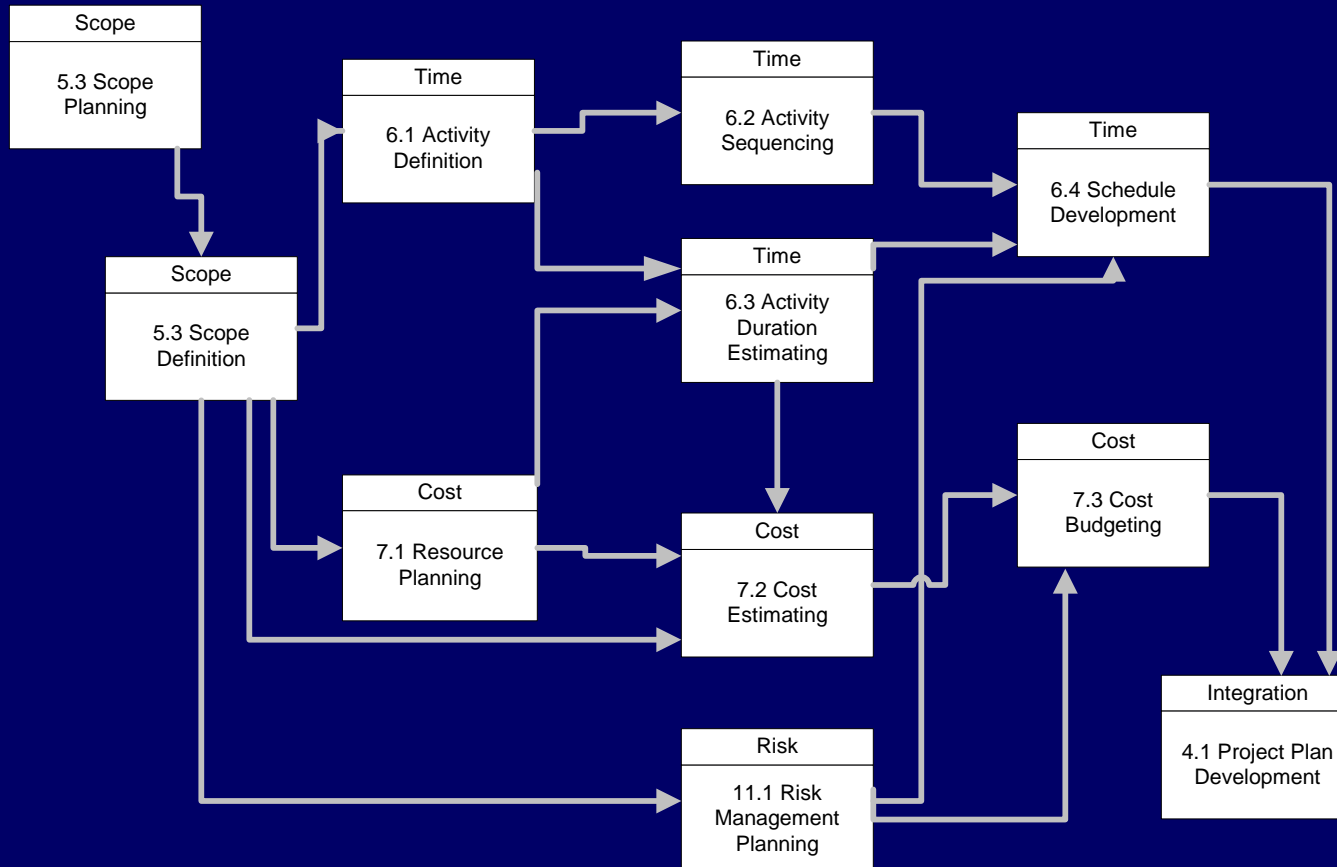 Scope
5.3 Scope
Planning
Scope
5.3 Scope
Definition
Time
6.1 Activity
Definition
Time
6.2 Activity
Sequencing
Time
6.3 Activity
Duration
Estimating
Time
6.4 Schedule
Development
Cost
7.1 Resource
Planning
Cost
7.2 Cost
Estimating
Cost
7.3 Cost
Budgeting
Risk
11.1 Risk
Management
Planning
Integration
4.1 Project Plan
Development